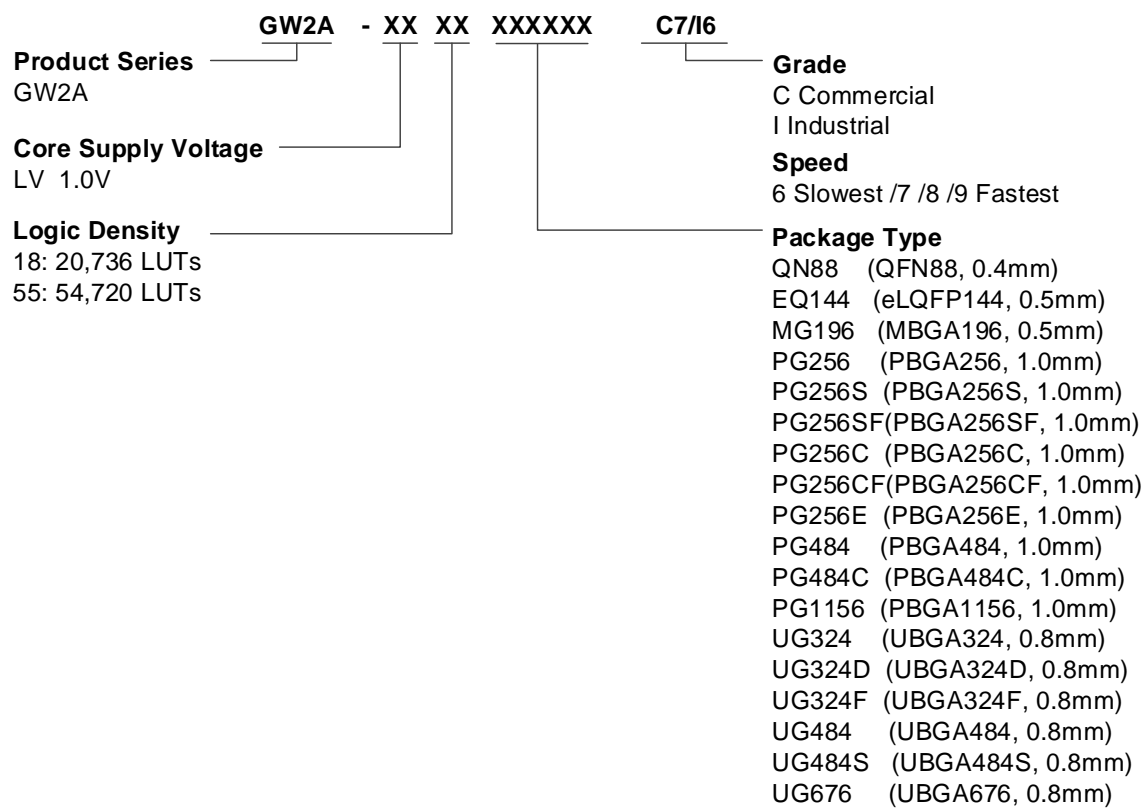 GW2A - XX XX XXXXXX C7/I6
Product Series
GW2A
Core Supply Voltage
LV 1.0V
Logic Density
18: 20,736 LUTs
55: 54,720 LUTs
Grade
C Commercial
I Industrial
Speed
6 Slowest /7 /8 /9 Fastest
Package Type
QN88 (QFN88, 0.4mm)
EQ144 (eLQFP144, 0.5mm)
MG196 (MBGA196, 0.5mm)
PG256 (PBGA256, 1.0mm)
PG256S (PBGA256S, 1.0mm)
PG256SF(PBGA256SF, 1.0mm)
PG256C (PBGA256C, 1.0mm)
PG256CF(PBGA256CF, 1.0mm)
PG256E (PBGA256E, 1.0mm)
PG484 (PBGA484, 1.0mm)
PG484C (PBGA484C, 1.0mm)
PG1156 (PBGA1156, 1.0mm)
UG324 (UBGA324, 0.8mm)
UG324D (UBGA324D, 0.8mm)
UG324F (UBGA324F, 0.8mm)
UG484 (UBGA484, 0.8mm)
UG484S (UBGA484S, 0.8mm)
UG676 (UBGA676, 0.8mm)